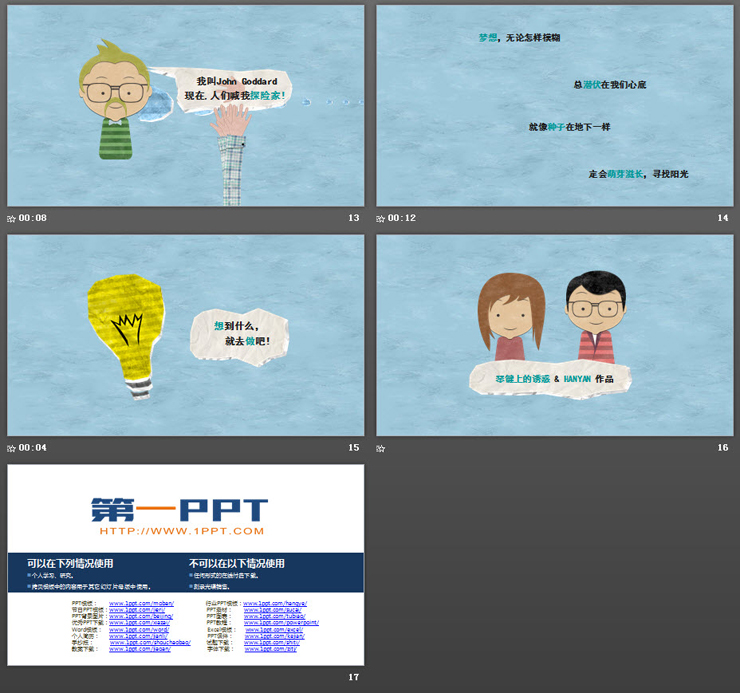 我叫John Goddard
现在,人们喊我探险家!
00:08
13
梦想，无论怎样模糊
总潜伏在我们心底
就像种子在地下一样
定会萌芽滋长，寻找阳光
00:12
14
想到什么，
就去做吧！
00:04
15
琴键上的诱惑 & HANYAN 作品
16
第一PPT
HTTP://WWW.1PPT.COM
可以在下列情况使用
不可以在以下情况使用
个人学习、研究。
任何形式的在线付费下载。
拷贝模板中的内容用于其它幻灯片母版中使用。
刻录光碟销售。
PPT模板： www.1ppt.com/moban/
行业PPT模板：www.1ppt.com/hangye/
节日PPT模板：www.1ppt.com/jieri/
PPT素材： www.1ppt.com/sucai/
PPT背景图片：www.1ppt.com/beijing/
PPT图表： www.1ppt.com/tubiao/
优秀PPT下载：www.1ppt.com/xiazai/
PPT教程： www.1ppt.com/powerpoint/
Word教程： www.1ppt.com/word/
Excel教程： www.1ppt.com/excel/
个人简历： www.1ppt.com/jianli/
PPT课件： www.1ppt.com/kejian/
手抄报： www.1ppt.com/shouchaobao/
试题下载： www.1ppt.com/shiti/
教案下载： www.1ppt.com/jiaoan/
字体下载： www.1ppt.com/ziti/
17